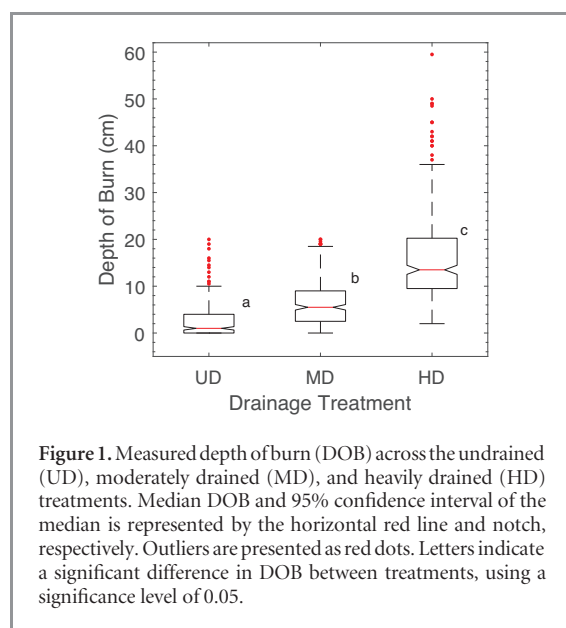 60
50
40
30
20
10
0
Depth of Burn (cm)
a
b
c
UD MD HD
Drainage Treatment
Figure 1. Measured depth of burn (DOB) across the undrained
(UD), moderately drained (MD), and heavily drained (HD)
treatments. Median DOB and 95% confidence interval of the
median is represented by the horizontal red line and notch,
respectively. Outliers are presented as red dots. Letters indicate
a significant difference in DOB between treatments, using a
significance level of 0.05.